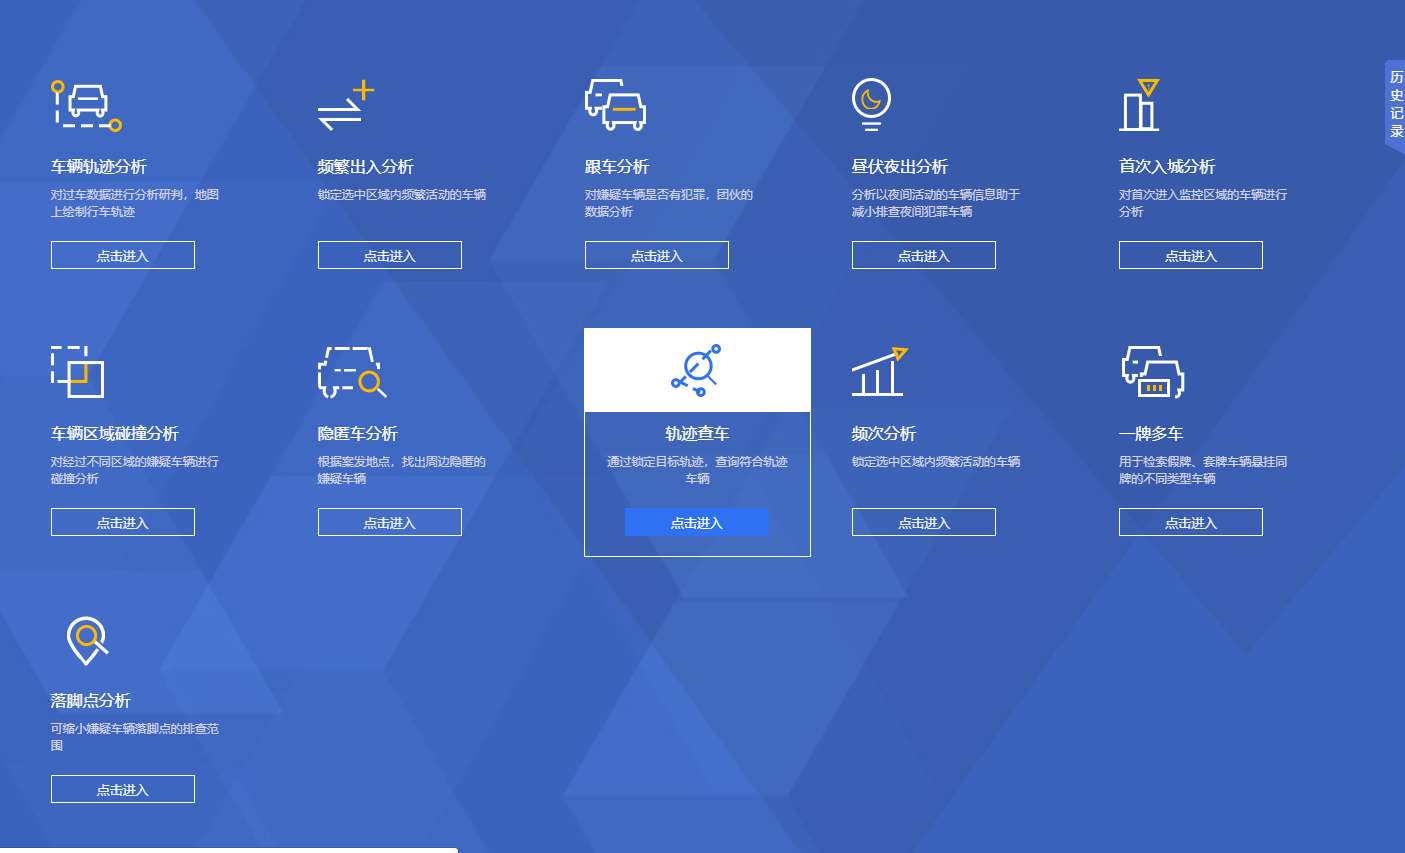 车辆轨迹分析
对过车数据进行分析研判，地图
上绘制行车轨迹
点击进入
频繁出入分析
锁定选中区域内频繁活动的车辆
点击进入
跟车分析
对嫌疑车辆是否有犯罪，团伙的
数据分析
点击进入
昼伏夜出分析
分析以夜间活动的车辆信息助于
减小排查夜间犯罪车辆
点击进入
首次入城分析
对首次进入监控区域的车辆进行
分析
点击进入
历
史
记
录
车辆区域碰撞分析
对经过不同区域的嫌疑车辆进行
碰撞分析
点击进入
隐匿车分析
根据案发地点，找出周边隐匿的
嫌疑车辆
点击进入
轨迹查车
通过锁定目标轨迹，查询符合轨迹
车辆
点击进入
频次分析
锁定选中区域内频繁活动的车辆
点击进入
一牌多车
用于检索假牌、套牌车辆悬挂同
牌的不同类型车辆
点击进入
落脚点分析
可缩小嫌疑车辆落脚点的排查范
围
点击进入